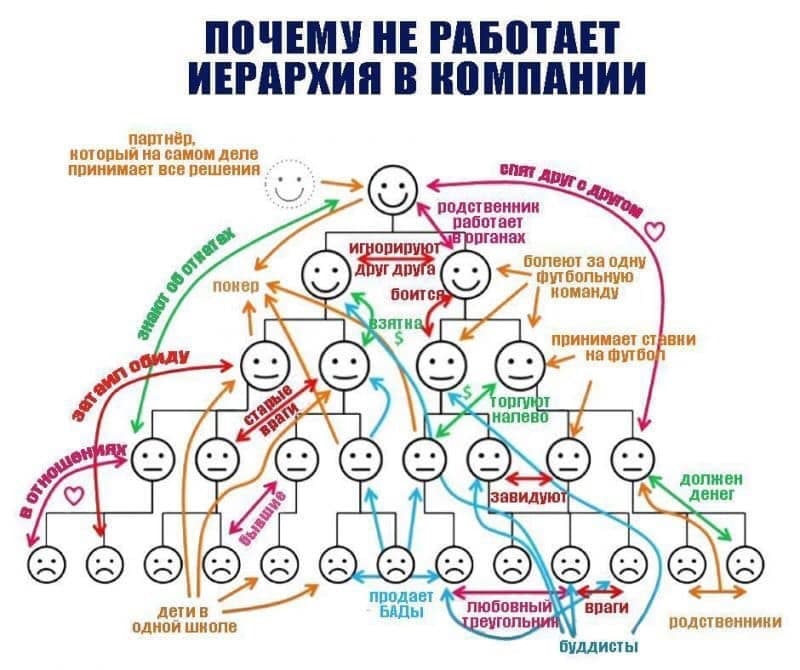 ПОЧЕМУ НЕ РАБОТАЕТ
ИЕРАРХИЯ В КОМПАНИИ
партнёр,
который на самом деле
принимает все решения
спят друг с другом
родственник
работает
в органах
игнорируют
друг друга
болеют за одну
футбольную
команду
знают об откатах
покер
боится
взятка
$
принимает ставки
на футбол
затаил обиду
старые
враги
$
торгуют
налево
в отношениях
завидуют
должен
денег
бывшие
продает
БАДы
дети в
одной школе
любовный
треугольник
враги
родственники
буддисты